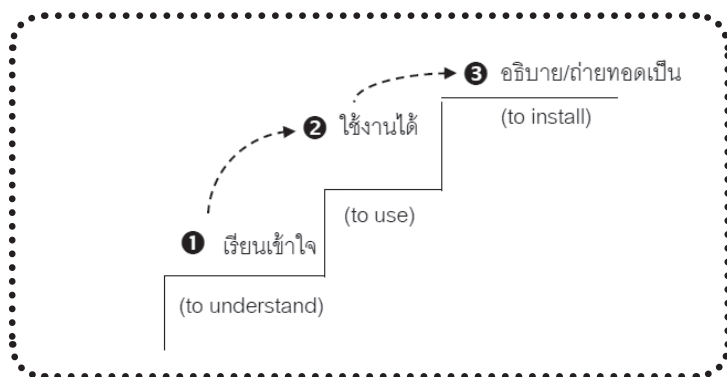 ❸ อธิบาย/ถ่ายทอดเป็น
(to install)
❷ ใช้งานได้
(to use)
❶ เรียนเข้าใจ
(to understand)